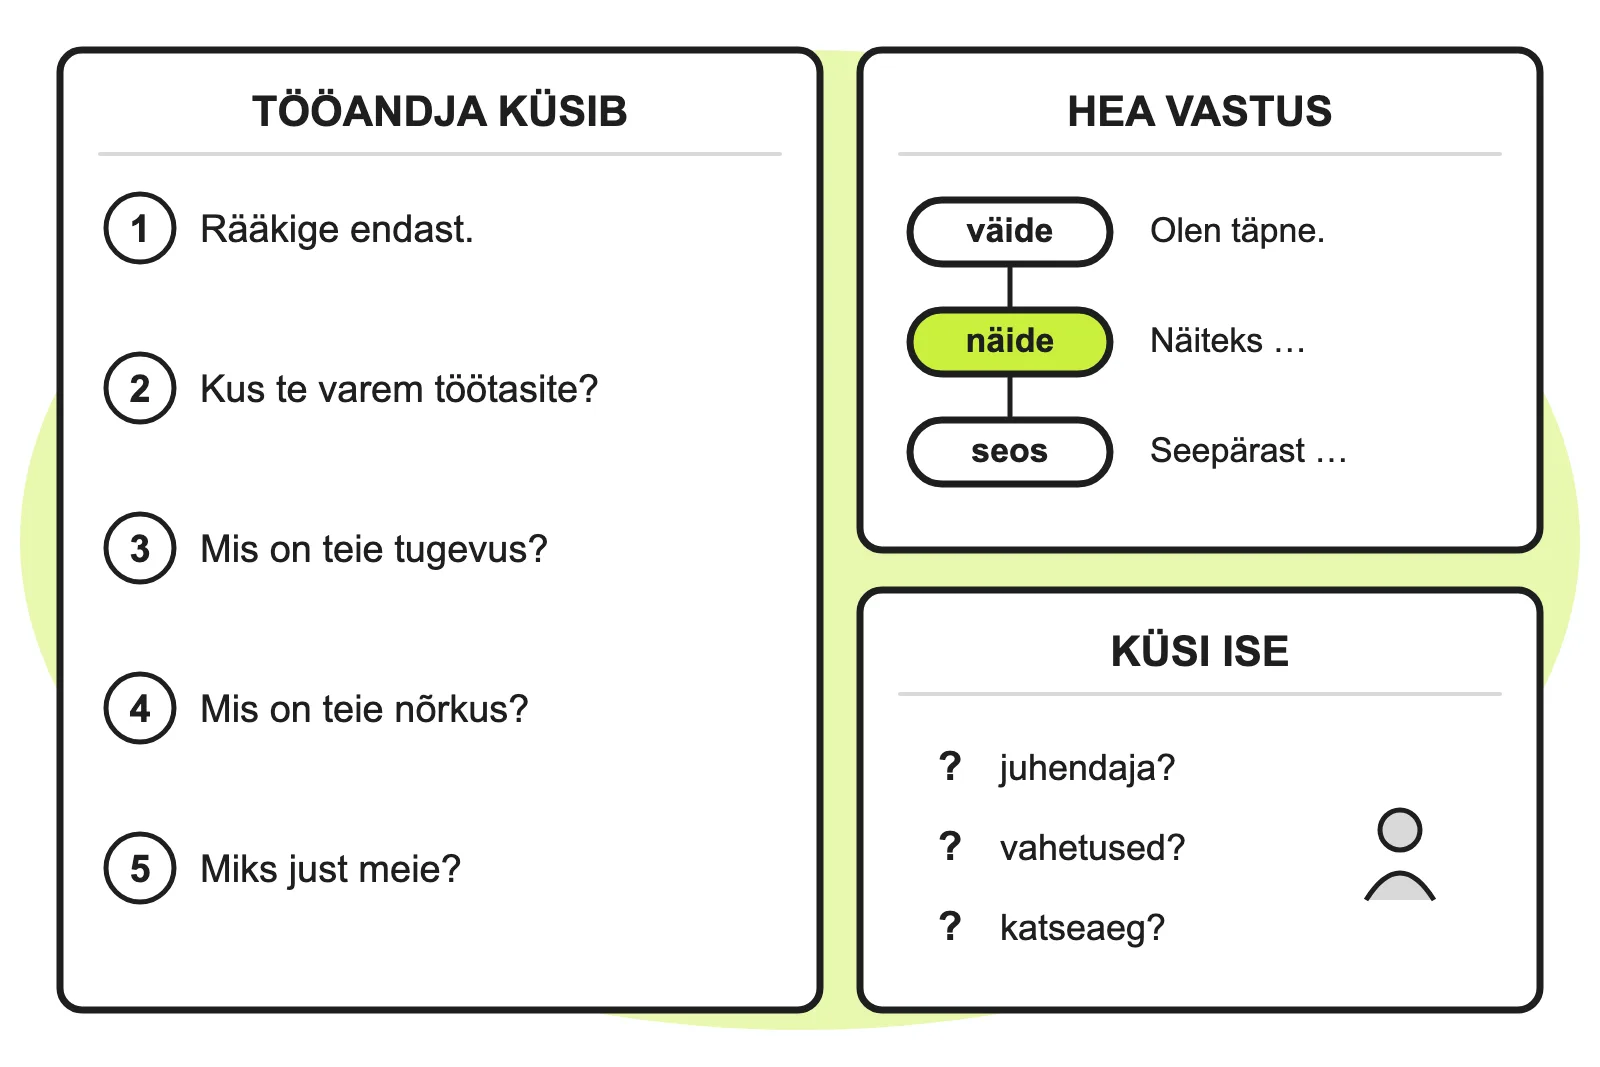 TÖÖANDJA KÜSIB
1 Rääkige endast.
2 Kus te varem töötasite?
3 Mis on teie tugevus?
4 Mis on teie nõrkus?
5 Miks just meie?
HEA VASTUS
väide Olen täpne.
näide Näiteks …
seos Seepärast …
KÜSI ISE
? juhendaja?
? vahetused?
? katseaeg?